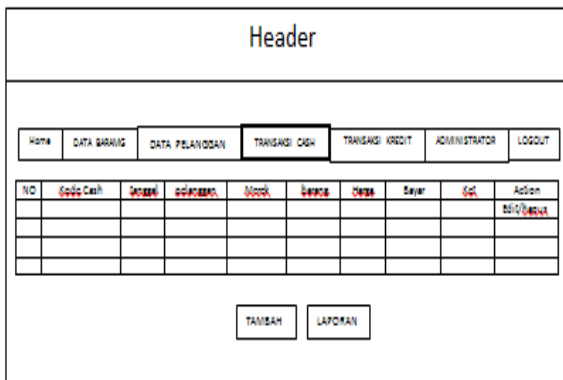 Header
Home DATA BARANG DATA PELANGGAN TRANSAKSI CASH TRANSAKSI KREDIT ADMINISTRATOR LOGOUT
NO Kode Cash tanggal pelanggan Merek barang Harga Bayar Action
Edit/hapus
TAMBAH LAPORAN